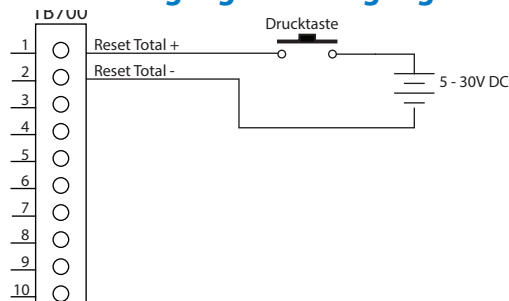 TB700
Drucktaste
1 Reset Total +
2 Reset Total -
5 - 30V DC
3
4
5
6
7
8
9
10